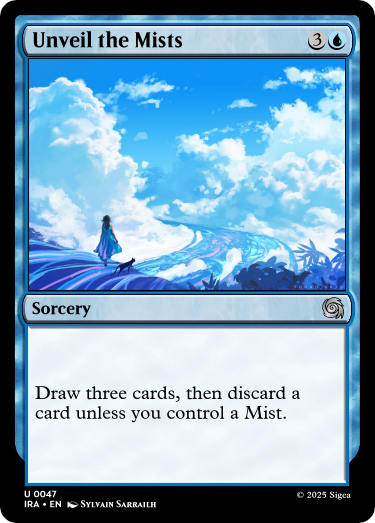 Unveil the Mists 3
Sorcery
Draw three cards, then discard a
card unless you control a Mist.
U 0047
IRA • EN Sylvain Sarrailh
© 2025 Sigea